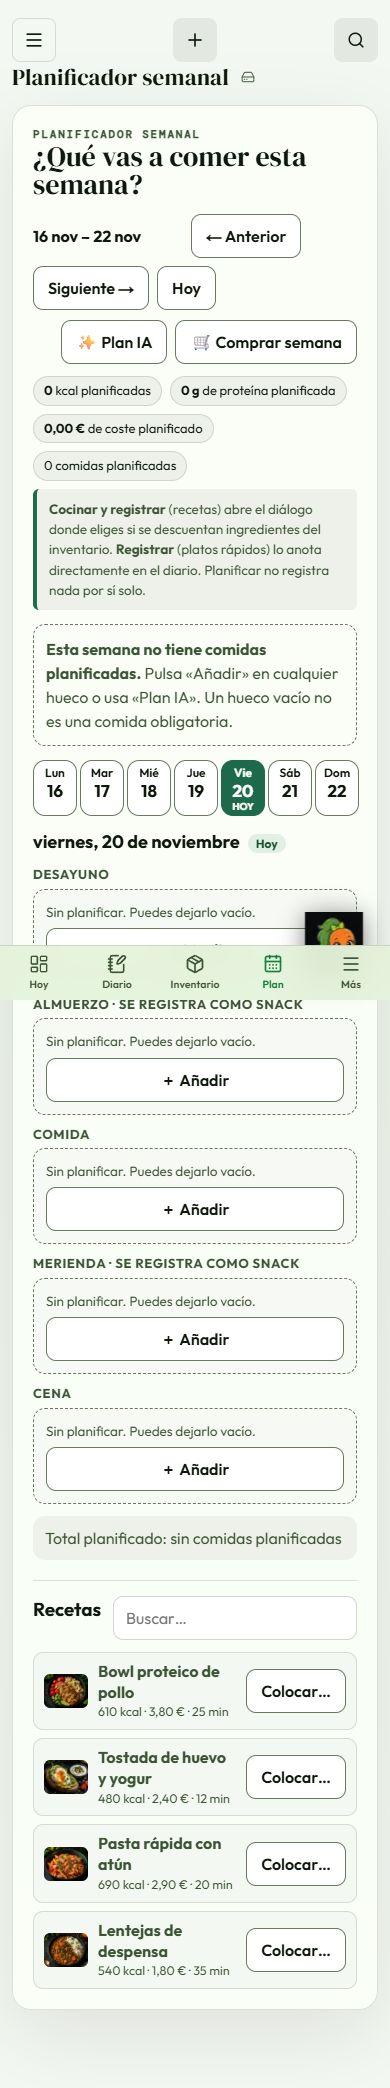 Planificador semanal
PLANIFICADOR SEMANAL
¿Qué vas a comer esta
semana?
16 nov – 22 nov
← Anterior
Siguiente →
Hoy
✨ Plan IA
🛒 Comprar semana
0 kcal planificadas
0 g de proteína planificada
0,00 € de coste planificado
0 comidas planificadas
Cocinar y registrar (recetas) abre el diálogo
donde eliges si se descuentan ingredientes del
inventario. Registrar (platos rápidos) lo anota
directamente en el diario. Planificar no registra
nada por sí solo.
Esta semana no tiene comidas
planificadas. Pulsa «Añadir» en cualquier
hueco o usa «Plan IA». Un hueco vacío no
es una comida obligatoria.
Lun
16
Mar
17
Mié
18
Jue
19
Vie
20
HOY
Sáb
21
Dom
22
viernes, 20 de noviembre
Hoy
DESAYUNO
Sin planificar. Puedes dejarlo vacío.
Hoy
Diario
Inventario
Plan
Más
ALMUERZO · SE REGISTRA COMO SNACK
Sin planificar. Puedes dejarlo vacío.
+ Añadir
COMIDA
Sin planificar. Puedes dejarlo vacío.
+ Añadir
MERIENDA · SE REGISTRA COMO SNACK
Sin planificar. Puedes dejarlo vacío.
+ Añadir
CENA
Sin planificar. Puedes dejarlo vacío.
+ Añadir
Total planificado: sin comidas planificadas
Recetas
Buscar...
Bowl proteico de
pollo
610 kcal · 3,80 € · 25 min
Colocar...
Tostada de huevo
y yogur
480 kcal · 2,40 € · 12 min
Colocar...
Pasta rápida con
atún
690 kcal · 2,90 € · 20 min
Colocar...
Lentejas de
despensa
540 kcal · 1,80 € · 35 min
Colocar...